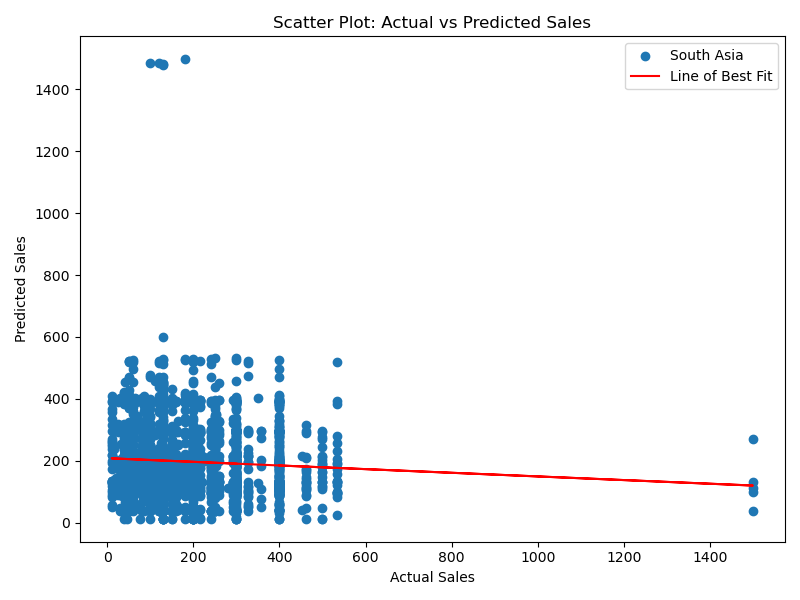 Scatter Plot: Actual vs Predicted Sales
South Asia
Line of Best Fit
Predicted Sales
1400
1200
1000
800
600
400
200
0
0 200 400 600 800 1000 1200 1400
Actual Sales